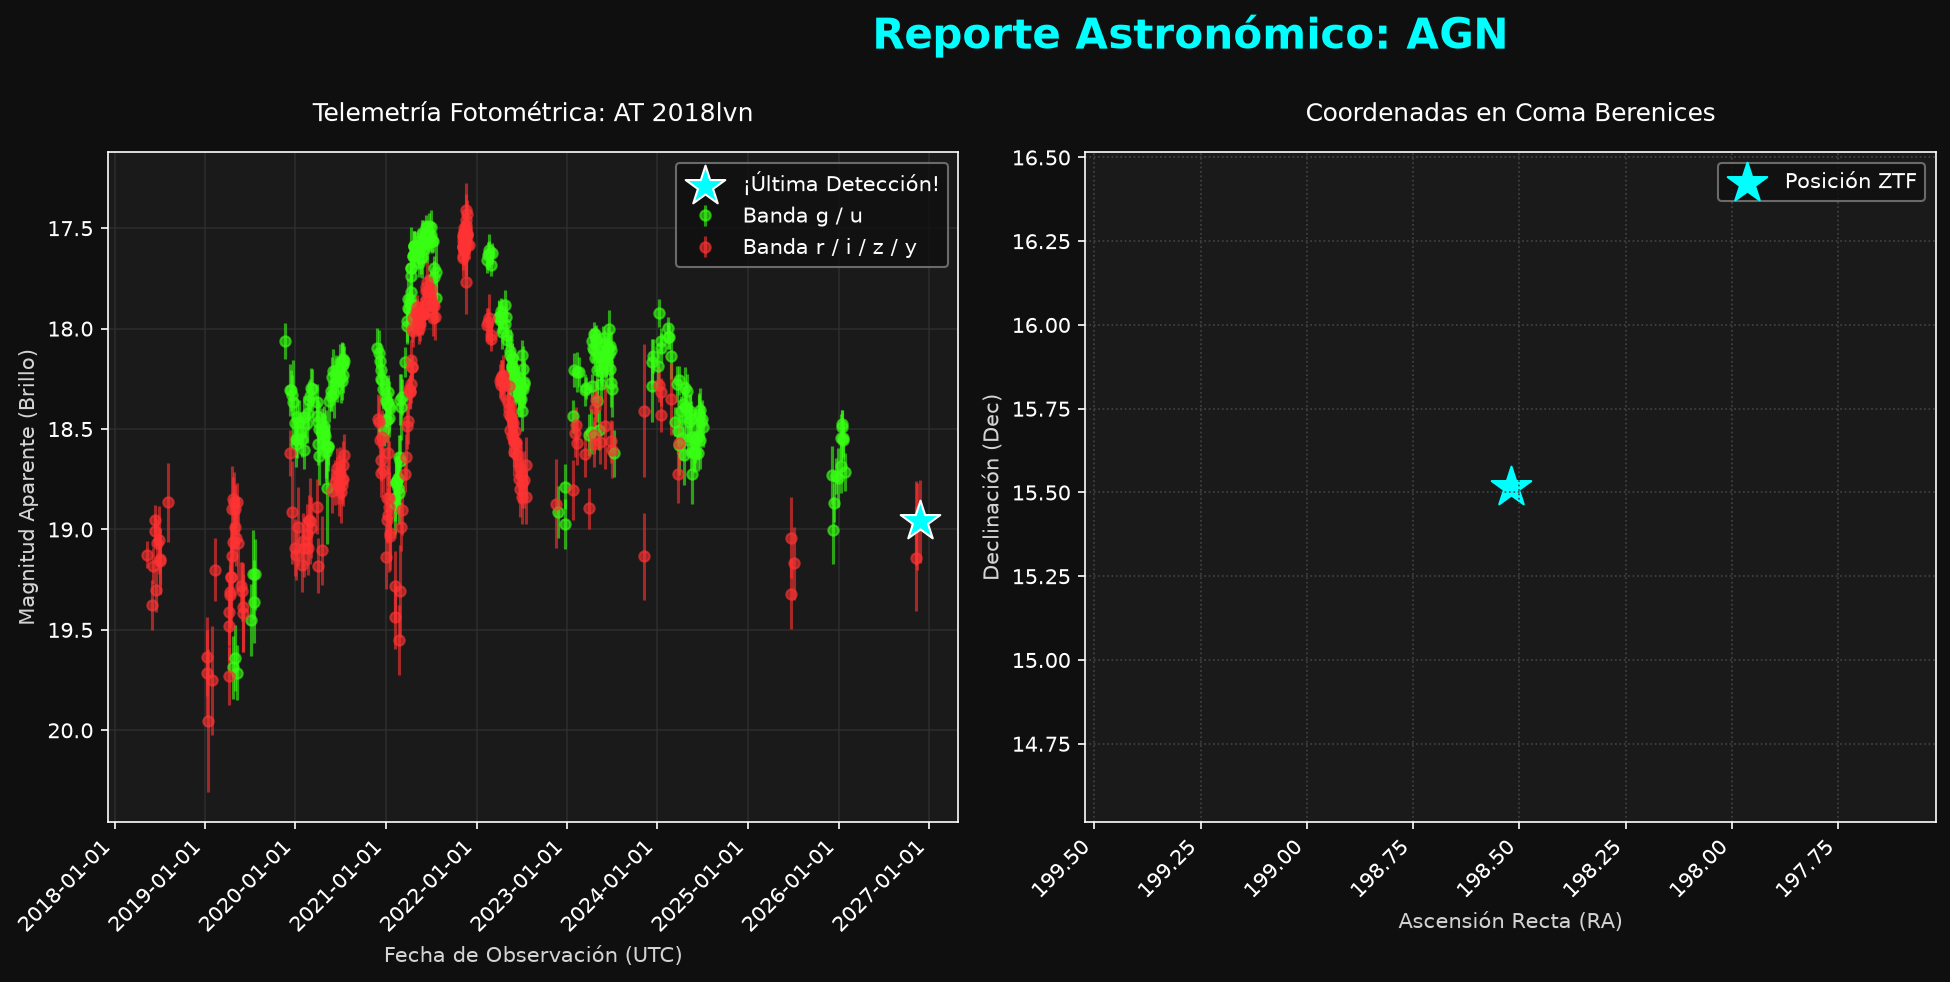 Reporte Astronómico: AGN
Telemetría Fotométrica: AT 2018lvn
¡Última Detección!
Banda g / u
Banda r / i / z / y
Magnitud Aparente (Brillo)
17.5
18.0
18.5
19.0
19.5
20.0
2018-01-01
2019-01-01
2020-01-01
2021-01-01
2022-01-01
2023-01-01
2024-01-01
2025-01-01
2026-01-01
2027-01-01
Fecha de Observación (UTC)
Coordenadas en Coma Berenices
Posición ZTF
Declinación (Dec)
16.50
16.25
16.00
15.75
15.50
15.25
15.00
14.75
199.50
199.25
199.00
198.75
198.50
198.25
198.00
197.75
Ascensión Recta (RA)